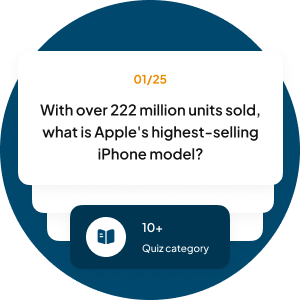 01/25
With over 222 million units sold,
what is Apple's highest-selling
iPhone model?
10+
Quiz category